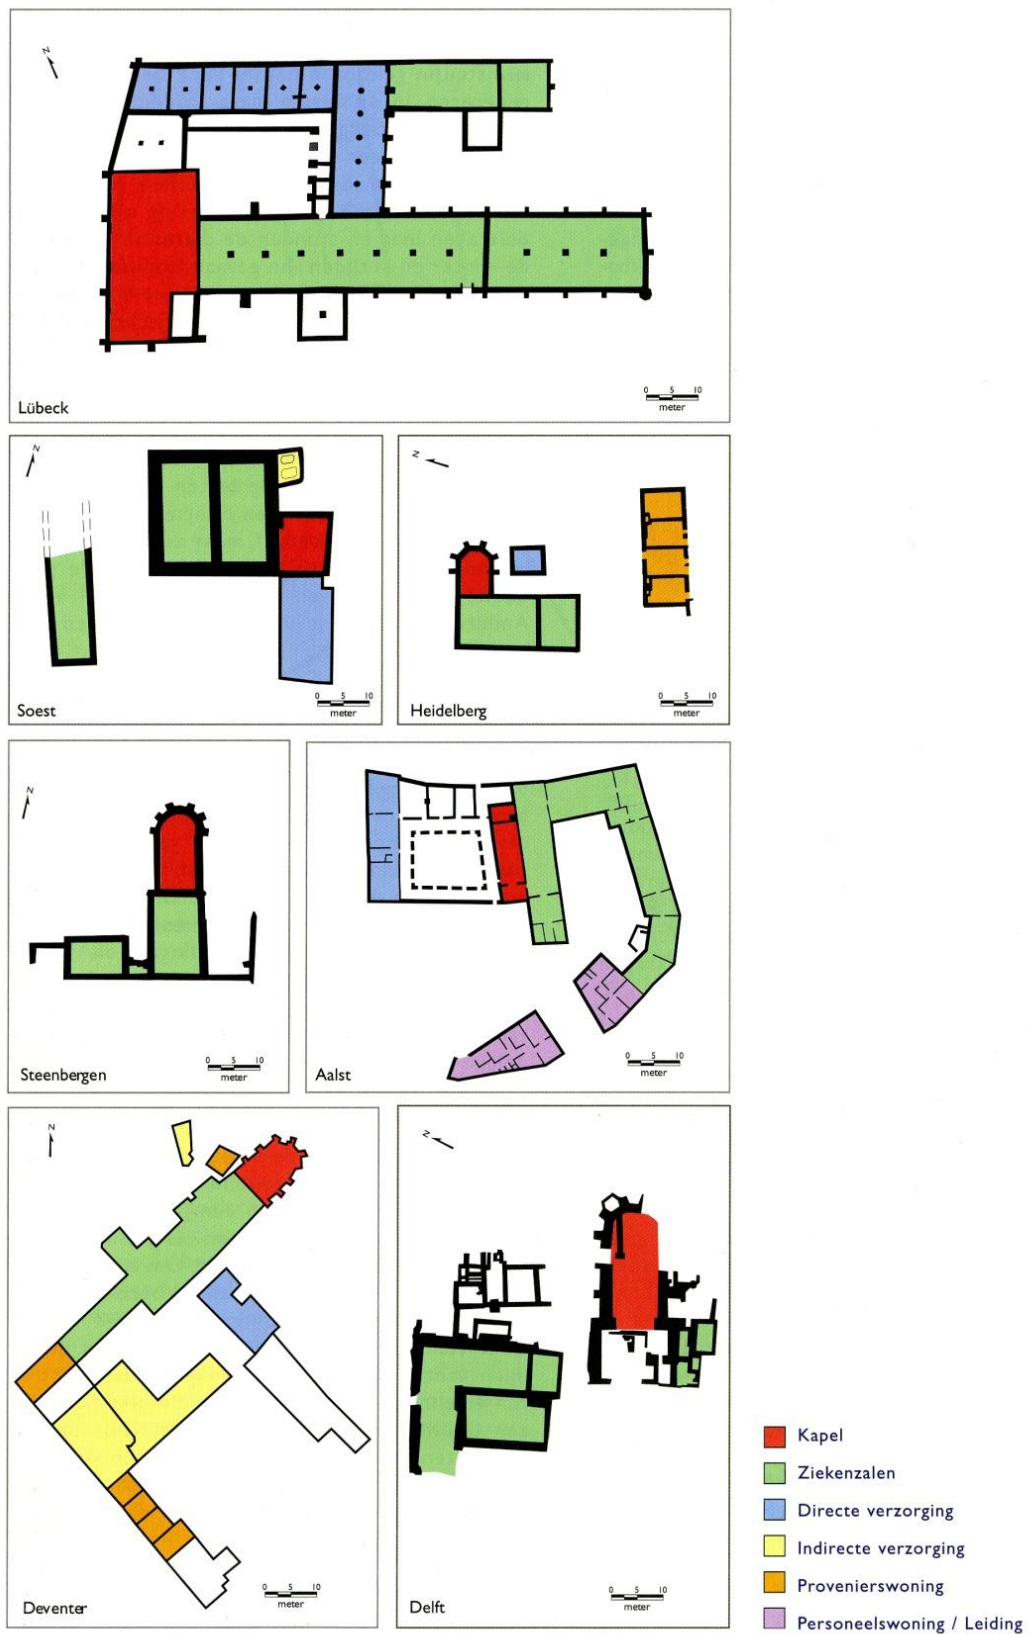 N
0 5 10
meter
Lübeck
N
0 5 10
meter
Soest
N
0 5 10
meter
Heidelberg
N
0 5 10
meter
Steenbergen
0 5 10
meter
Aalst
N
0 5 10
meter
Deventer
N
0 5 10
meter
Delft
Kapel
Ziekenzalen
Directe verzorging
Indirecte verzorging
Provenierswoning
Personeelswoning / Leiding